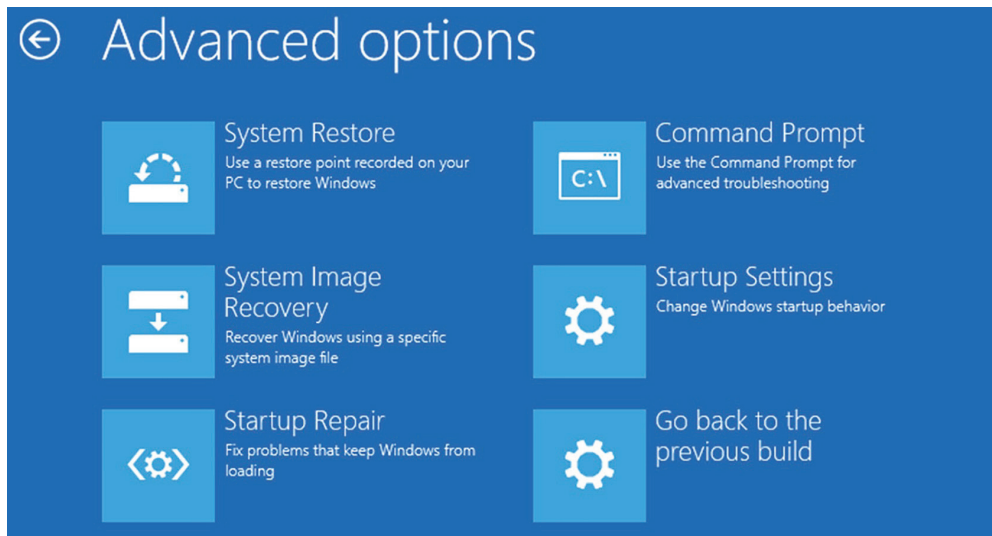 Advanced options
System Restore
Use a restore point recorded on your
PC to restore Windows
System Image
Recovery
Recover Windows using a specific
system image file
Startup Repair
Fix problems that keep Windows from
loading
C:\
Command Prompt
Use the Command Prompt for
advanced troubleshooting
Startup Settings
Change Windows startup behavior
Go back to the
previous build